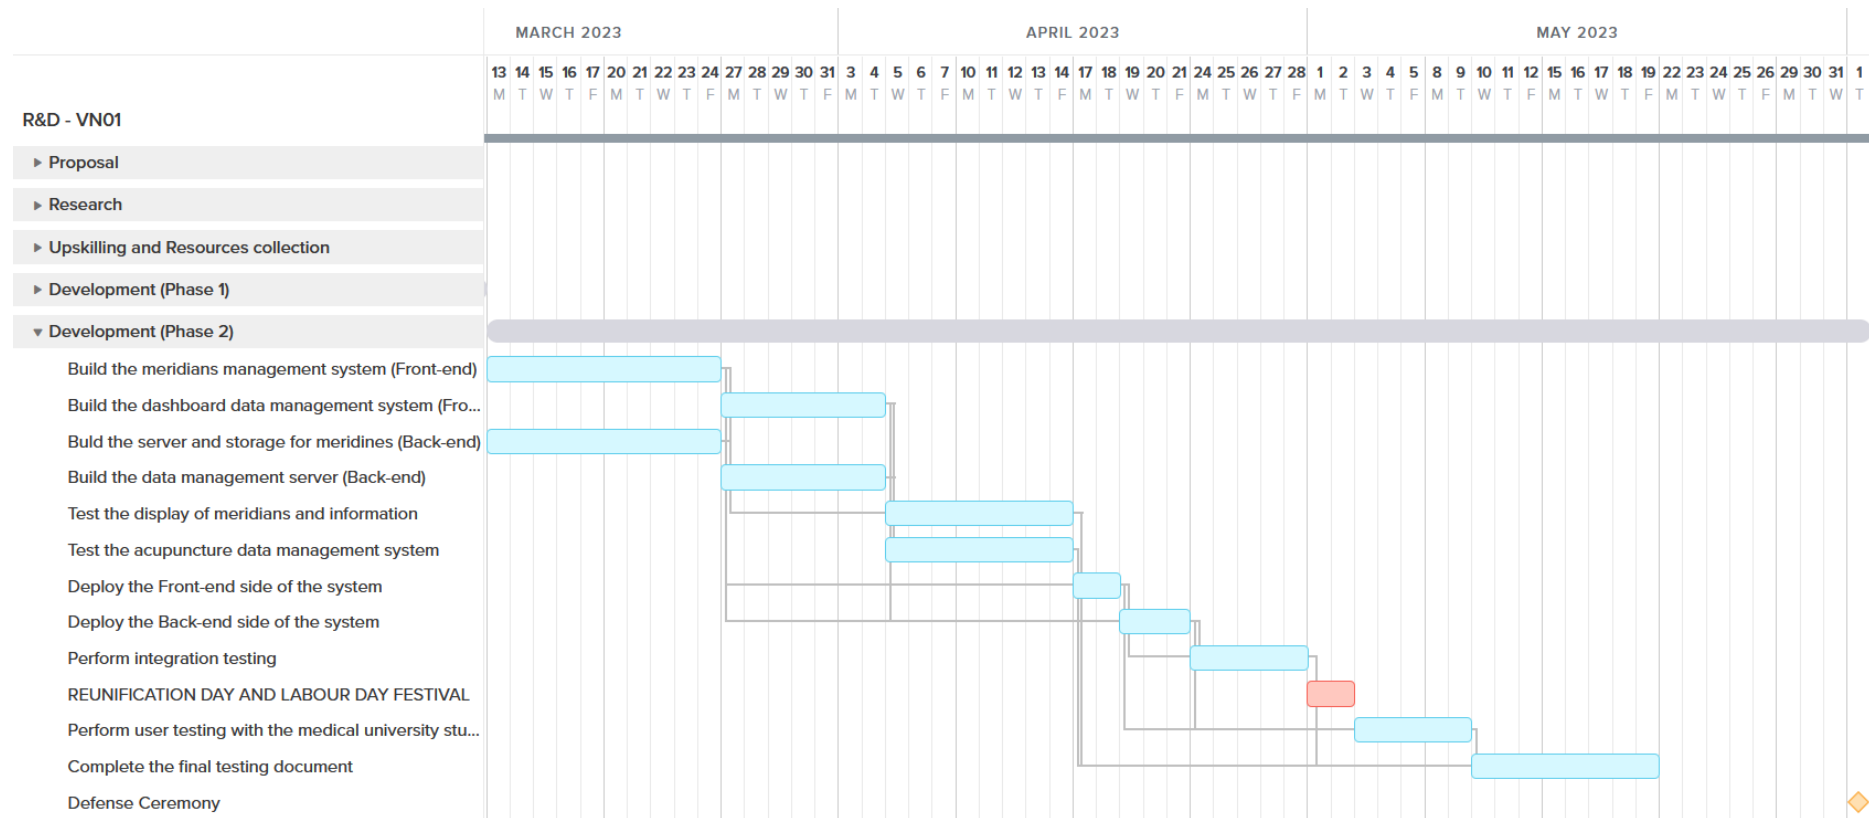 MARCH 2023 APRIL 2023 MAY 2023
13 14 15 16 17 20 21 22 23 24 27 28 29 30 31 3 4 5 6 7 10 11 12 13 14 17 18 19 20 21 24 25 26 27 28 1 2 3 4 5 8 9 10 11 12 15 16 17 18 19 22 23 24 25 26 29 30 31 1
M T W T F M T W T F M T W T F M T W T F M T W T F M T W T F M T W T F M T W T F M T W T F M T W T F M T W T F M T W T
R&D - VN01
Proposal
Research
Upskilling and Resources collection
Development (Phase 1)
Development (Phase 2)
Build the meridians management system (Front-end)
Build the dashboard data management system (Fro...
Buld the server and storage for meridines (Back-end)
Build the data management server (Back-end)
Test the display of meridians and information
Test the acupuncture data management system
Deploy the Front-end side of the system
Deploy the Back-end side of the system
Perform integration testing
REUNIFICATION DAY AND LABOUR DAY FESTIVAL
Perform user testing with the medical university stu...
Complete the final testing document
Defense Ceremony